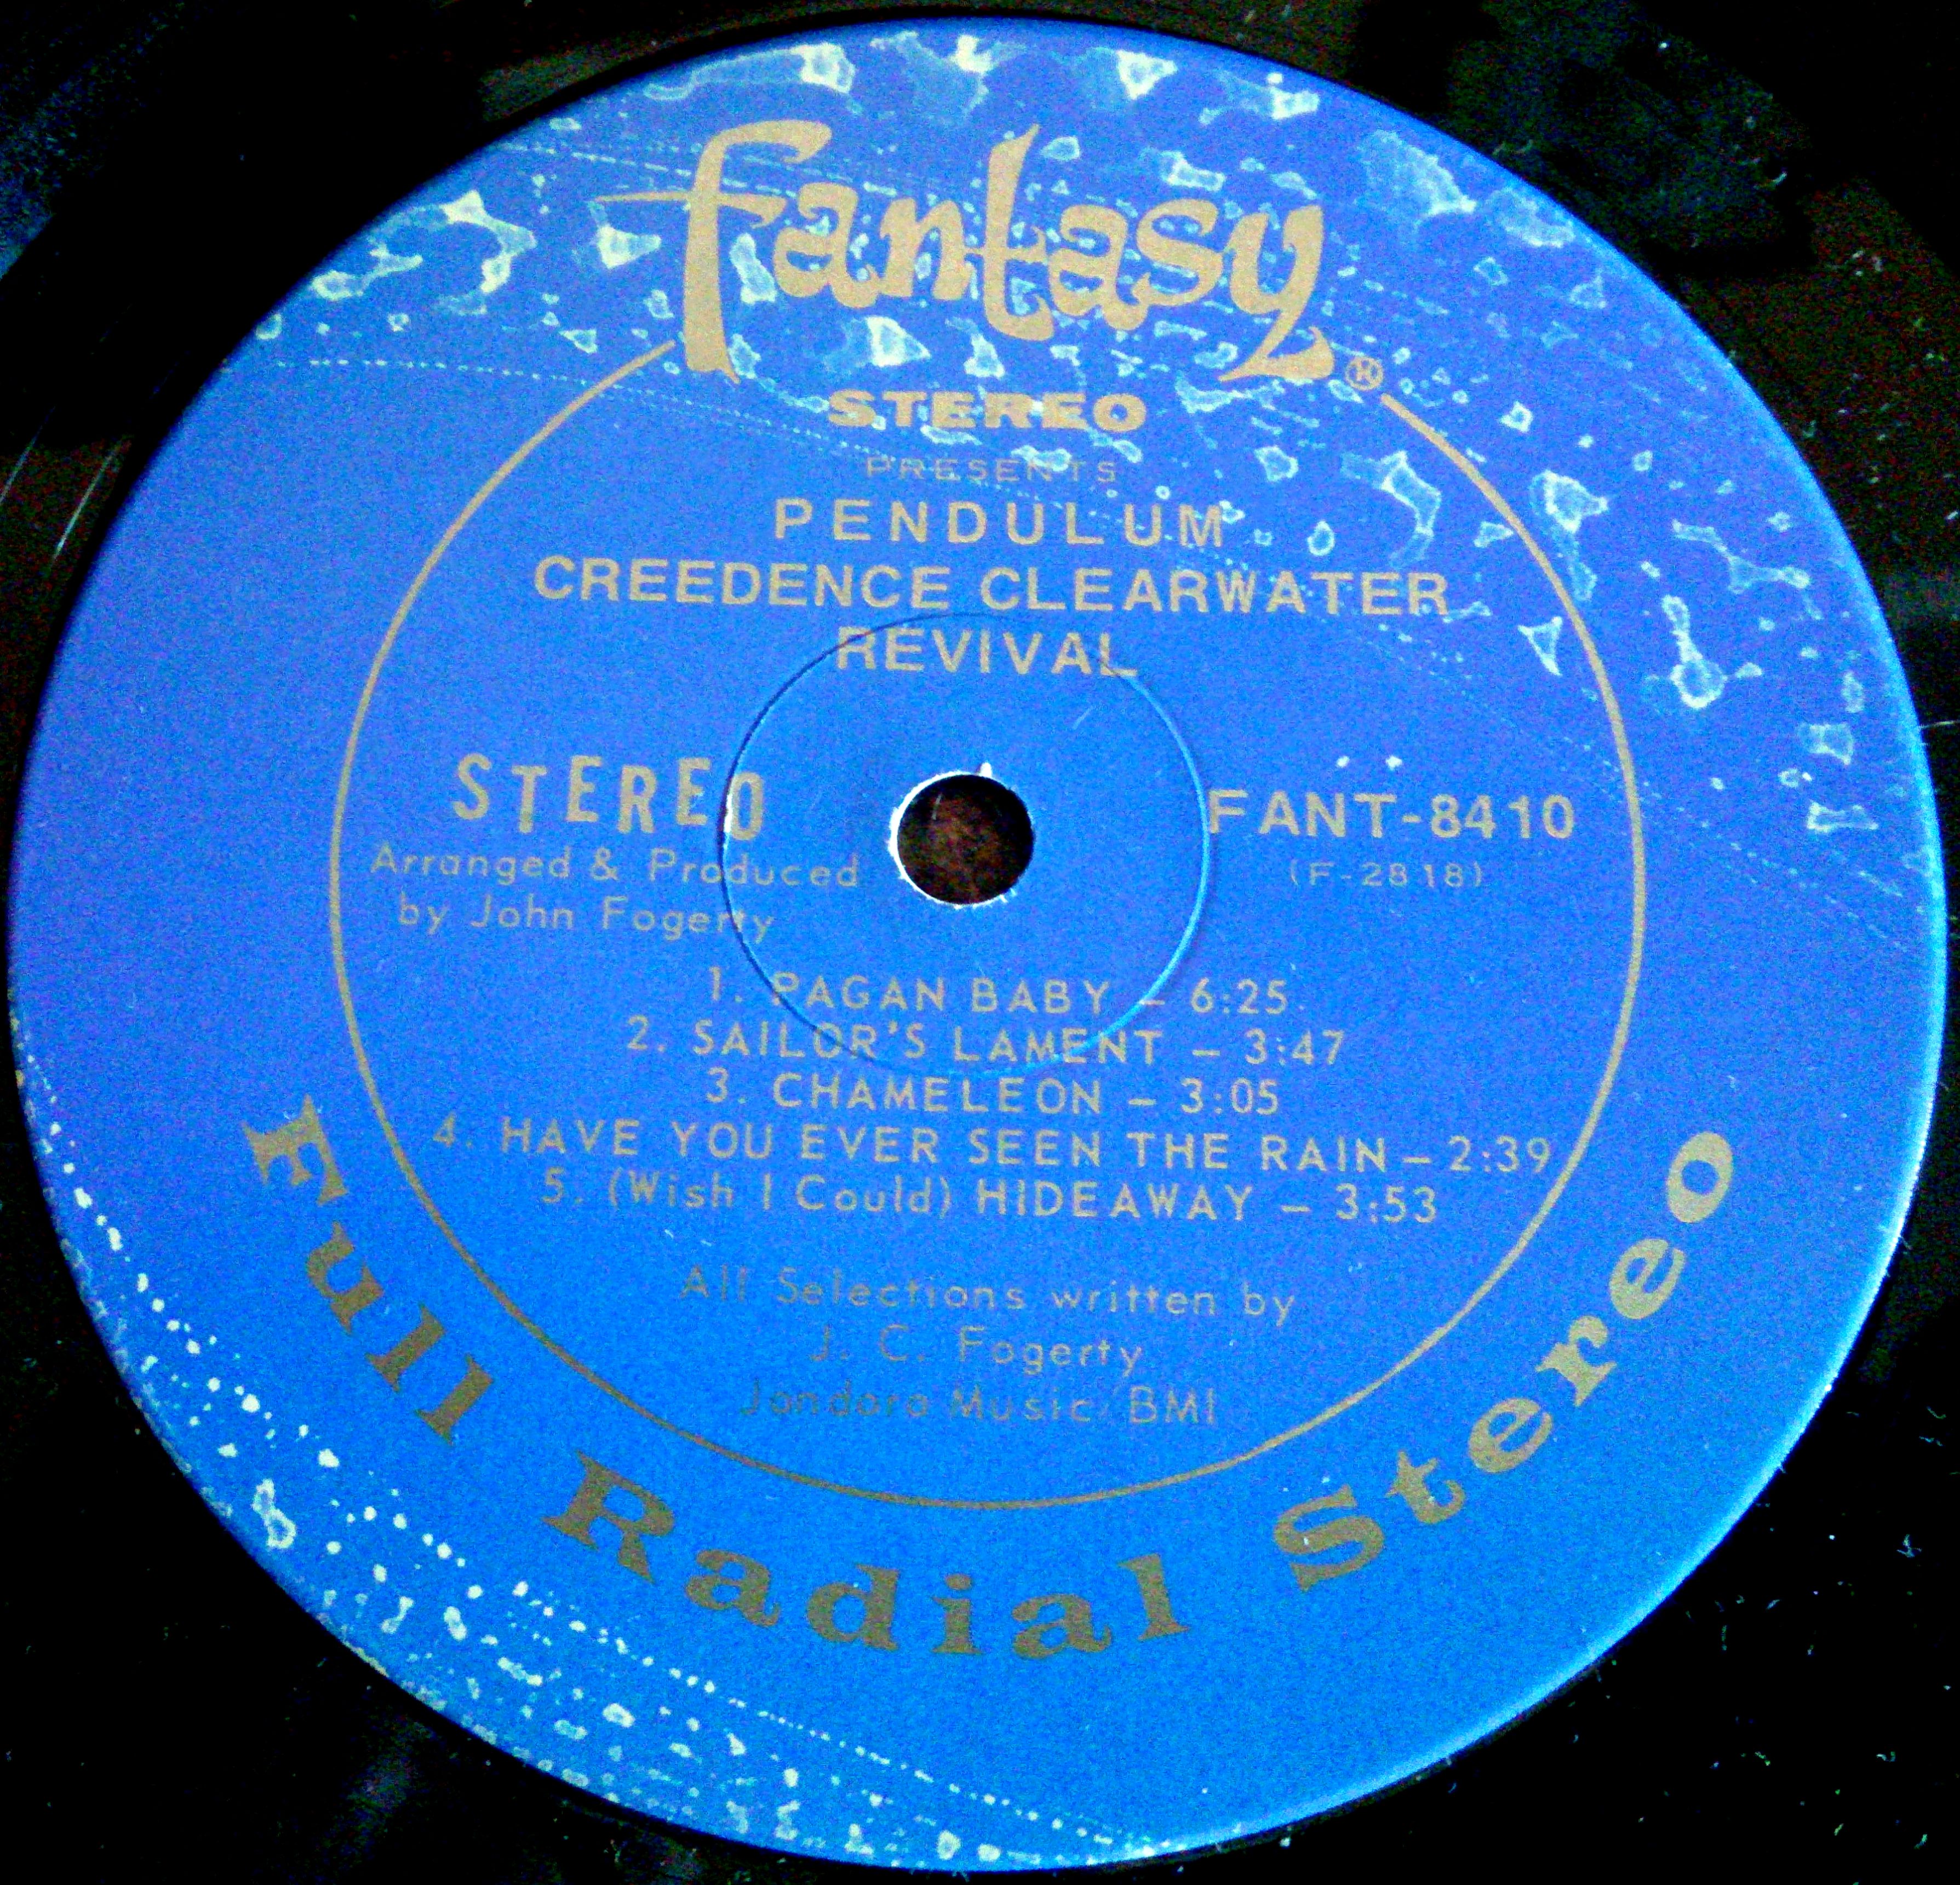 fantasy ®
STEREO
PRESENTS
PENDULUM
CREEDENCE CLEARWATER
REVIVAL
STEREO
FANT-8410
(F-2818)
Arranged & Produced
by John Fogerty
1. PAGAN BABY – 6:25
2. SAILOR'S LAMENT – 3:47
3. CHAMELEON – 3:05
4. HAVE YOU EVER SEEN THE RAIN – 2:39
5. (Wish I Could) HIDEAWAY – 3:53
All Selections written by
J. C. Fogerty
Jondora Music/BMI
Full Radial Stereo